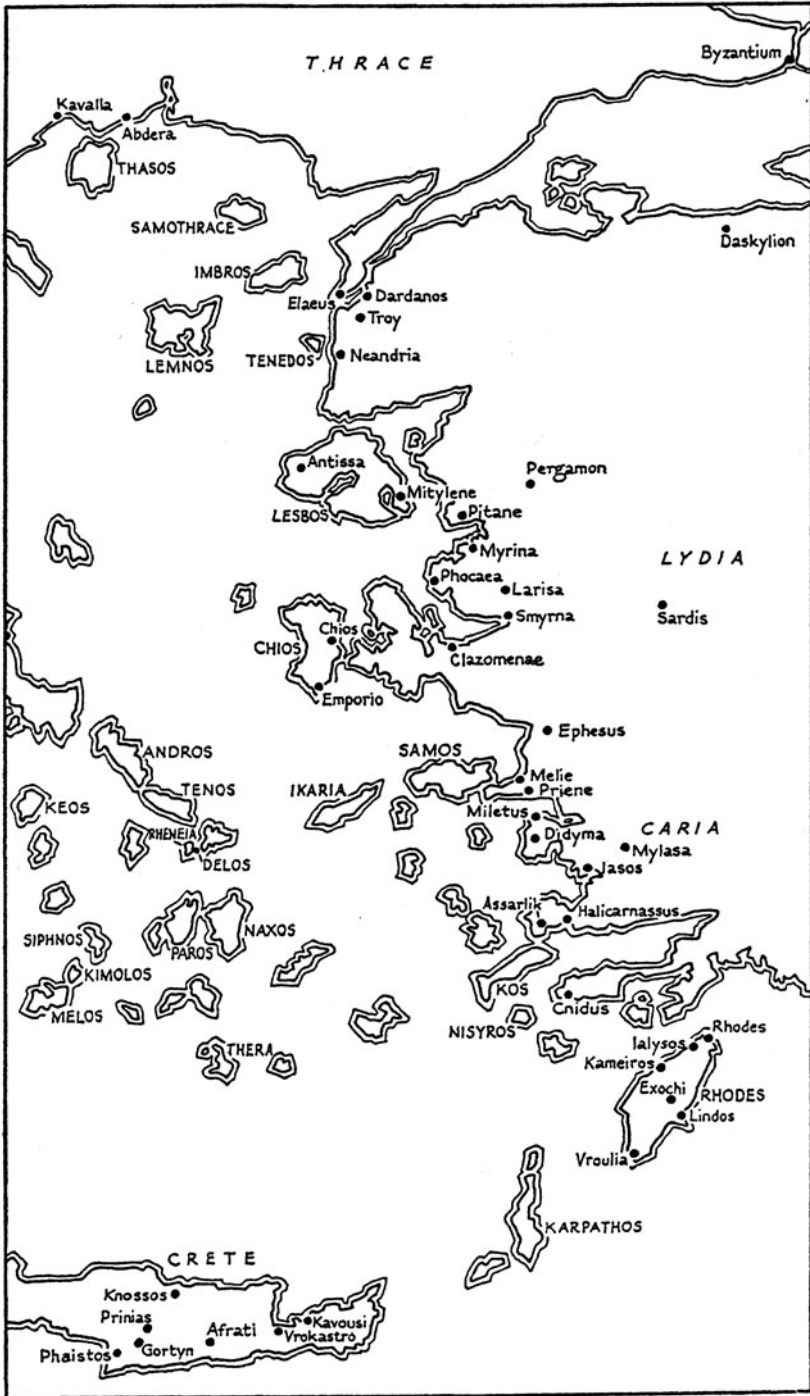 THRACE
Byzantium
Kavalla
Abdera
THASOS
SAMOTHRACE
Daskylion
IMBROS
Elaeus
Dardanos
Troy
LEMNOS
TENEDOS
Neandria
Antissa
Pergamon
Mitylene
LESBOS
Pitane
Myrina
LYDIA
Phocaea
Larisa
Sardis
Smyrna
Chios
CHIOS
Clazomenae
Emporio
Ephesus
ANDROS
SAMOS
TENOS
IKARIA
Melie
Priene
KEOS
Miletus
RHENEIA
Didyma
CARIA
Mylasa
DELOS
Jasos
Assarlik
Halicarnassus
SIPHNOS
PAROS
NAXOS
KIMOLOS
KOS
Cnidus
MELOS
NISYROS
THERA
Rhodes
Ialysos
Kameiros
Exochi
RHODES
Lindos
Vroulia
KARPATHOS
CRETE
Knossos
Prinias
Afrati
Kavousi
Vrokastro
Gortyn
Phaistos